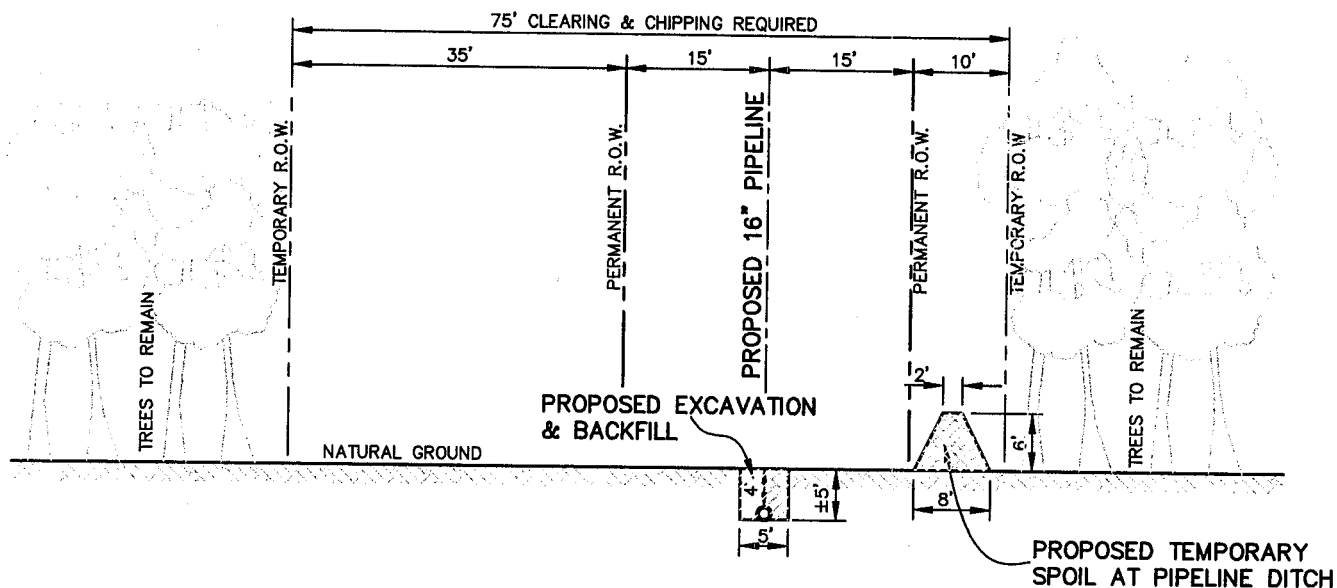 75' CLEARING & CHIPPING REQUIRED
35'
15'
15'
10'
TREES TO REMAIN
TEMPORARY R.O.W.
PERMANENT R.O.W.
PROPOSED 16" PIPELINE
PERMANENT R.O.W.
TEMPORARY R.O.W
TREES TO REMAIN
2'
PROPOSED EXCAVATION
& BACKFILL
NATURAL GROUND
6'
4'
±5'
8'
5'
PROPOSED TEMPORARY
SPOIL AT PIPELINE DITCH